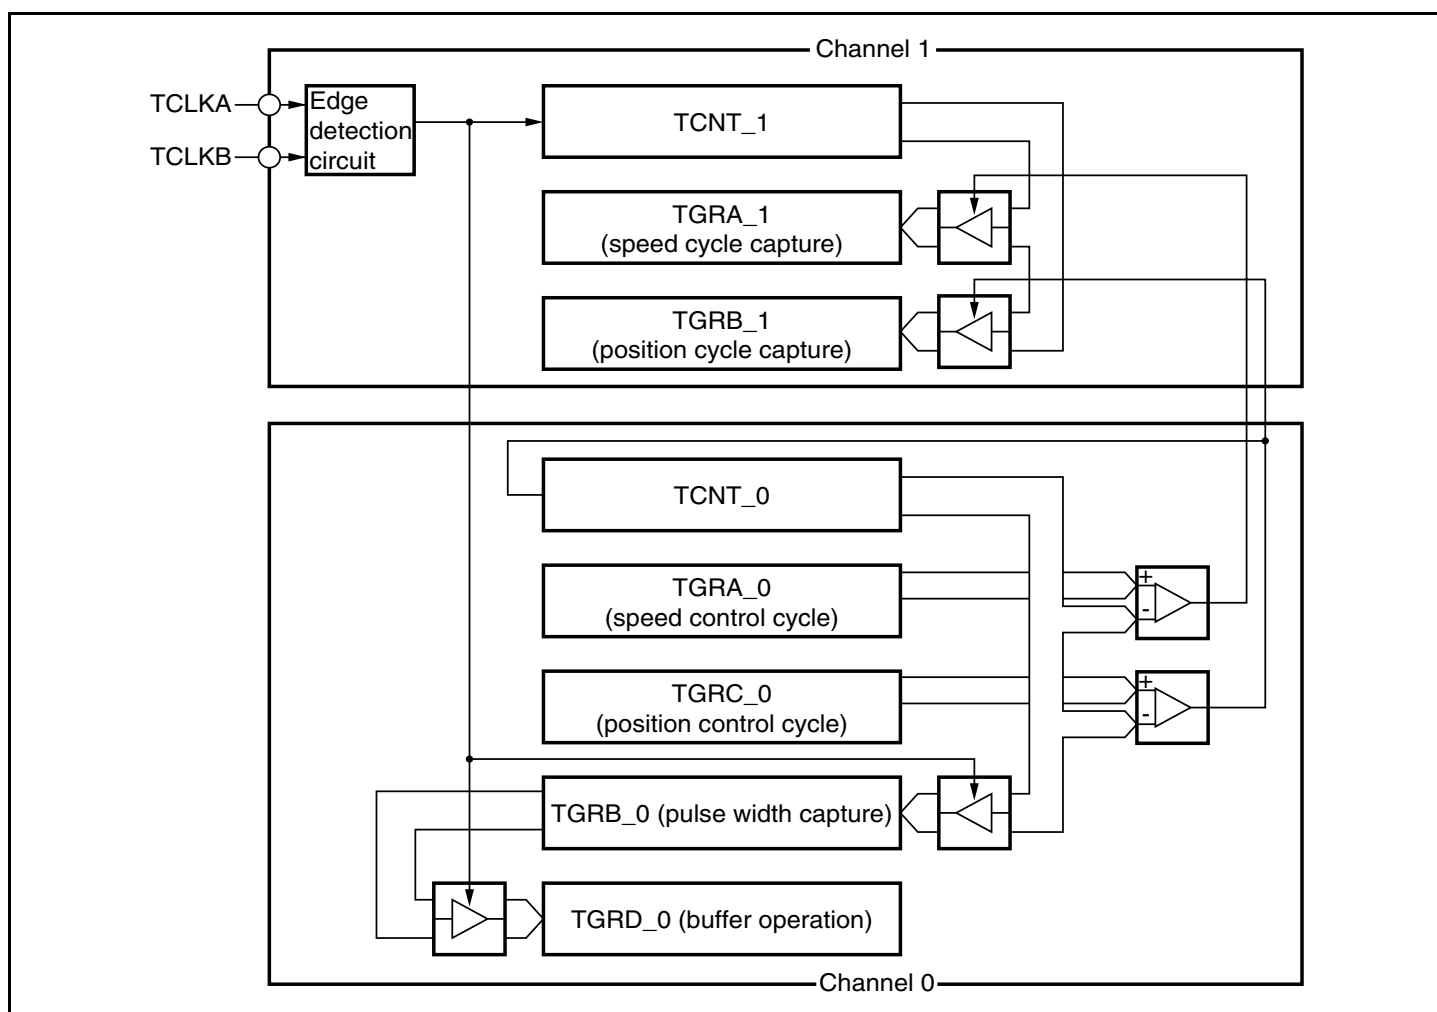 Channel 1
TCLKA
TCLKB
Edge
detection
circuit
TCNT_1
TGRA_1
(speed cycle capture)
TGRB_1
(position cycle capture)
TCNT_0
TGRA_0
(speed control cycle)
+
-
TGRC_0
(position control cycle)
+
-
TGRB_0 (pulse width capture)
TGRD_0 (buffer operation)
Channel 0